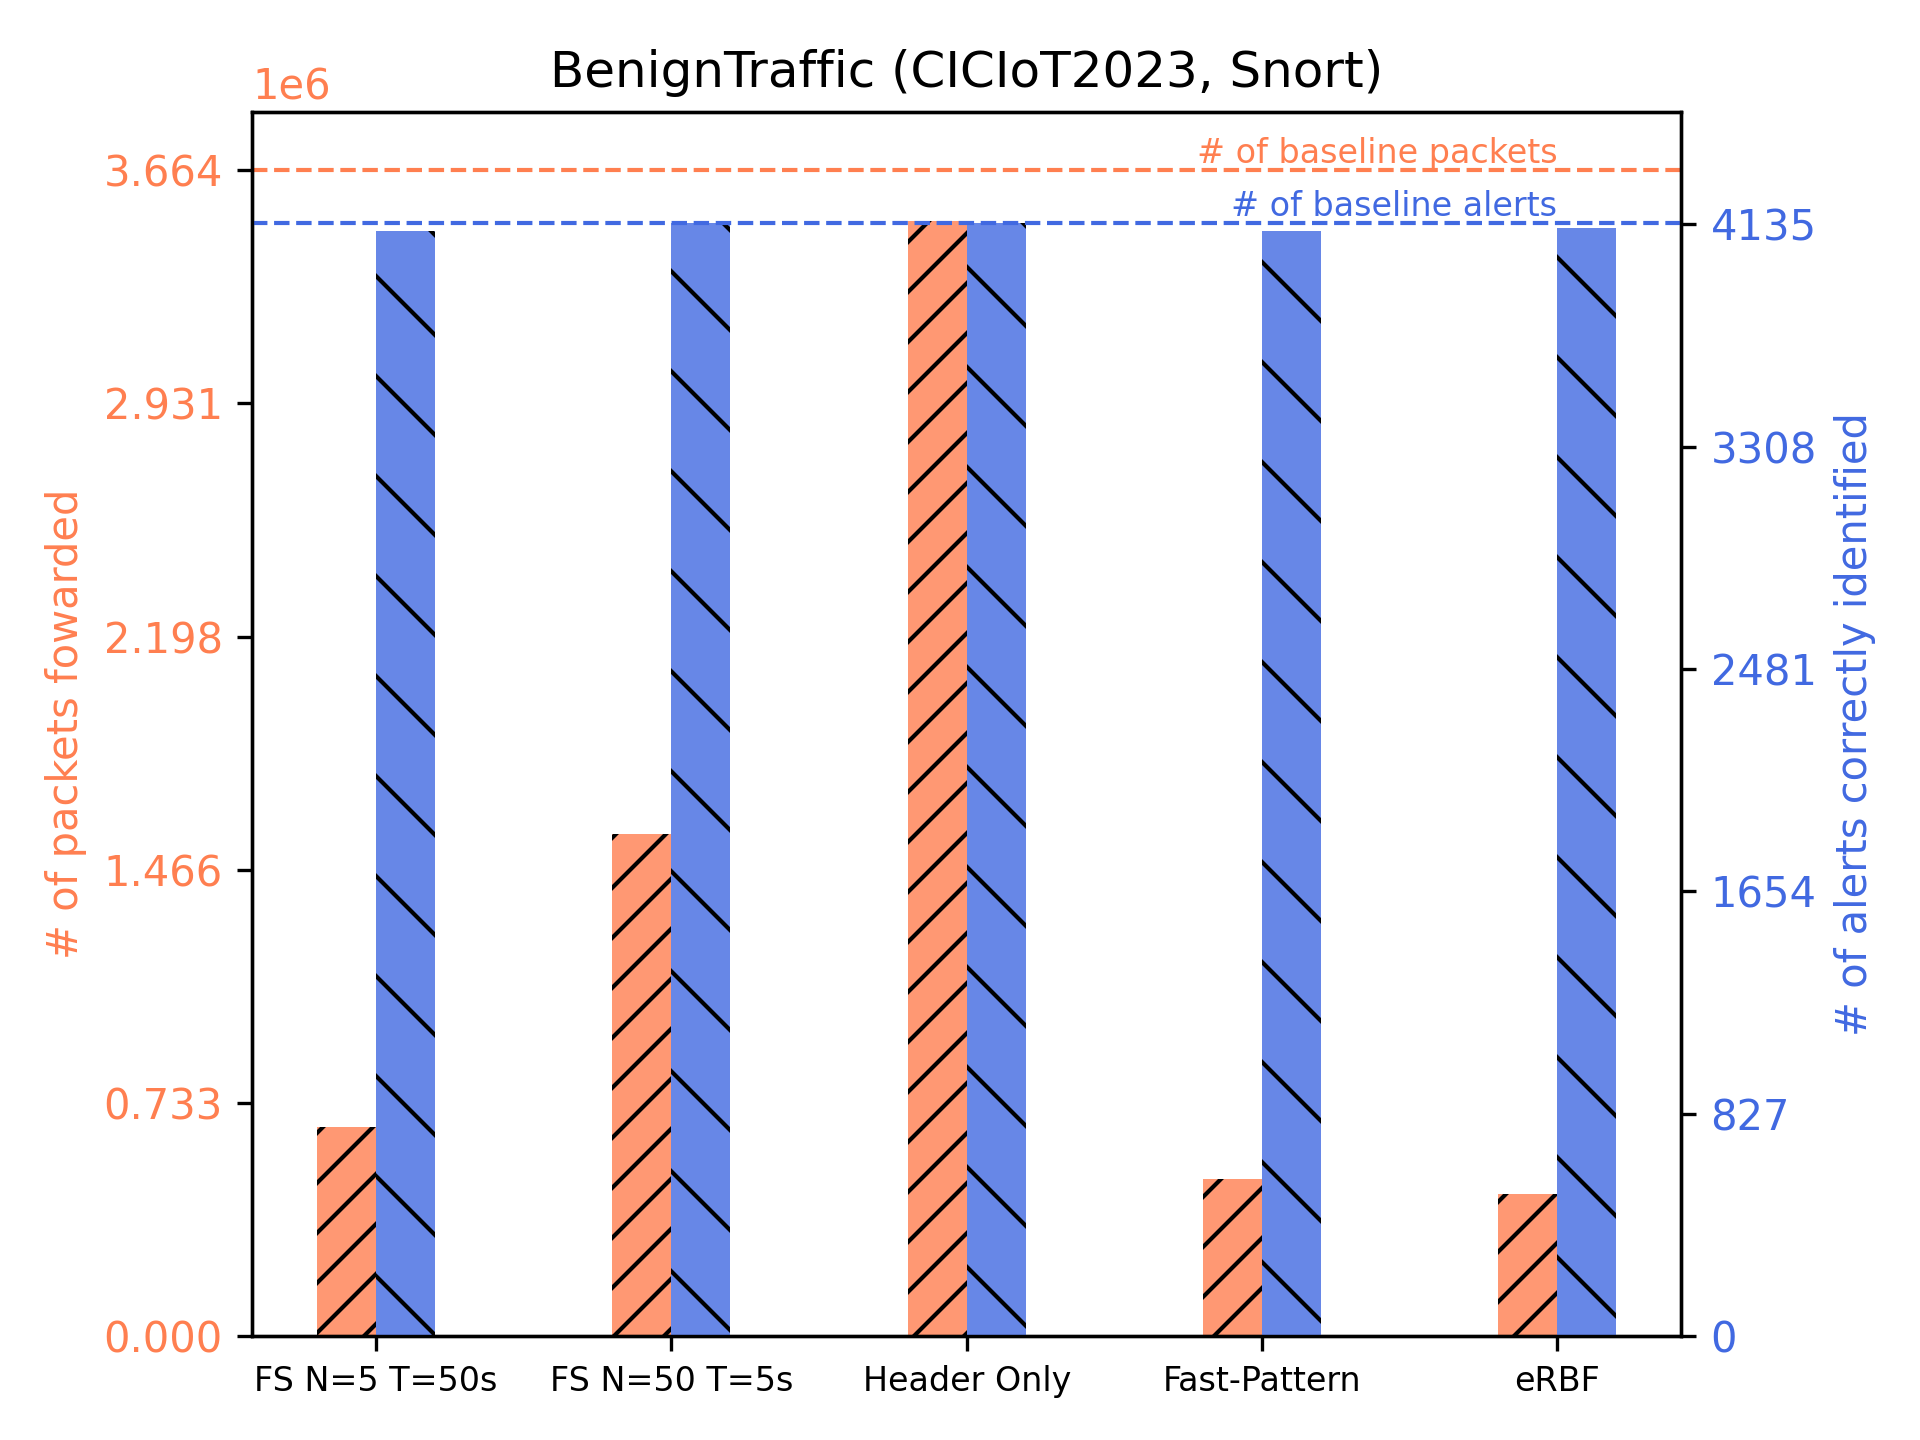 BenignTraffic (CICIoT2023, Snort)
1e6
# of baseline packets
# of baseline alerts
3.664
2.931
2.198
1.466
0.733
0.000
# of packets fowarded
4135
3308
2481
1654
827
0
# of alerts correctly identified
FS N=5 T=50s
FS N=50 T=5s
Header Only
Fast-Pattern
eRBF